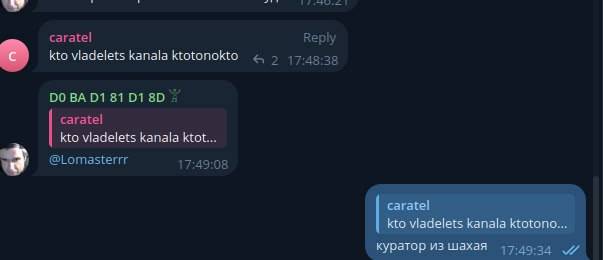 17:46:21
caratel Reply
kto vladelets kanala ktotonokto 2 17:48:38
C
D0 BA D1 81 D1 8D
caratel
kto vladelets kanala ktot...
@Lomasterrr 17:49:08
caratel
kto vladelets kanala ktotono...
куратор из шахая 17:49:34